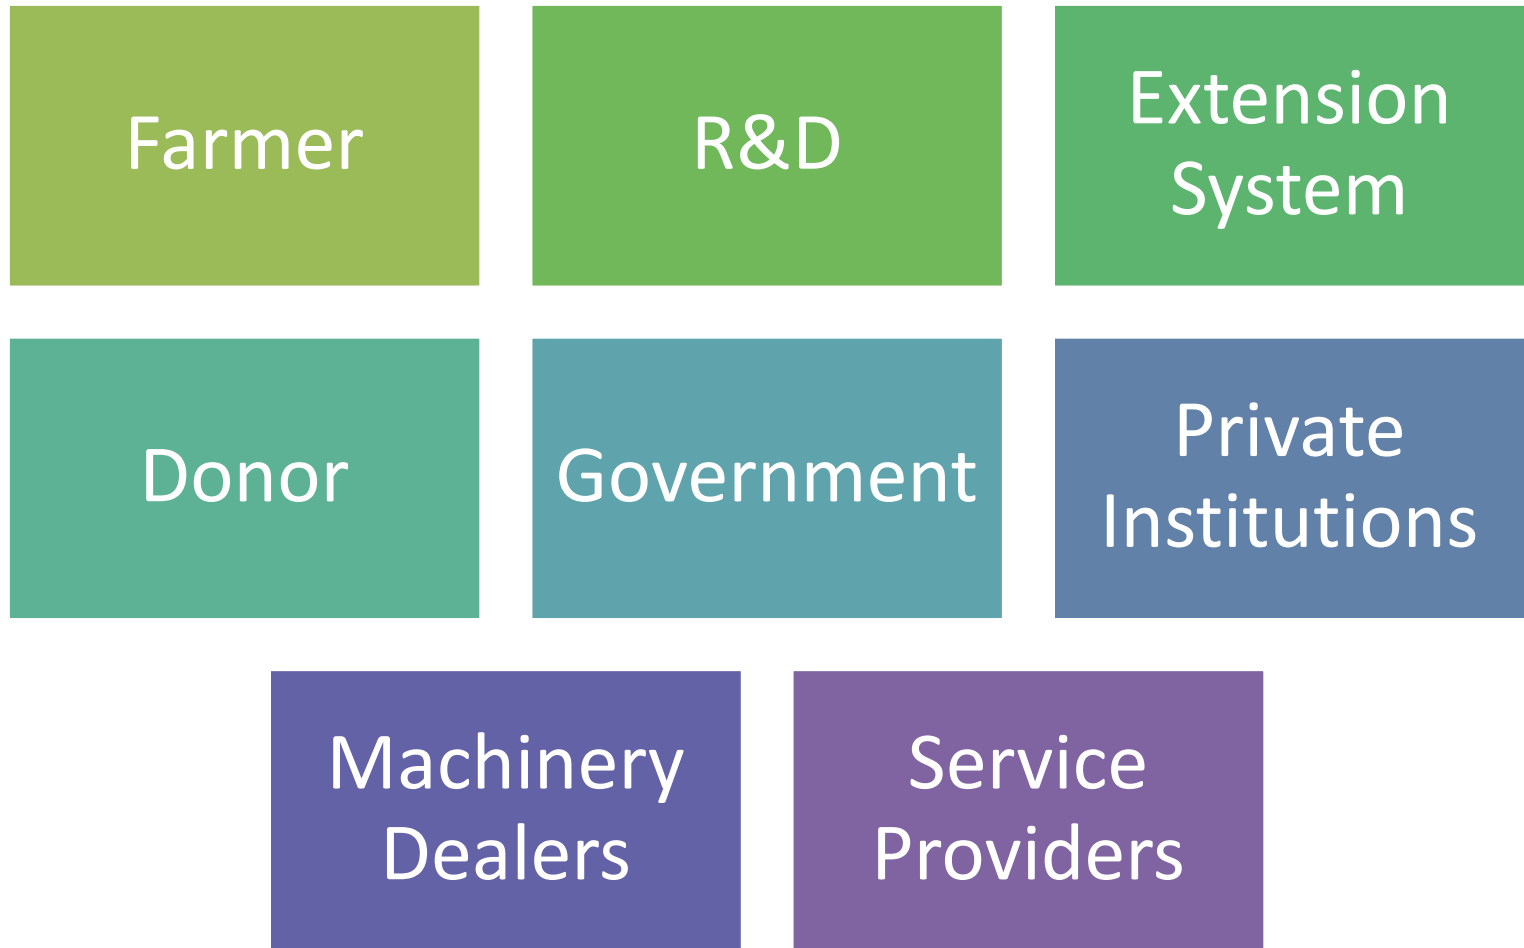 Farmer
R&D
Extension
System
Donor
Government
Private
Institutions
Machinery
Dealers
Service
Providers